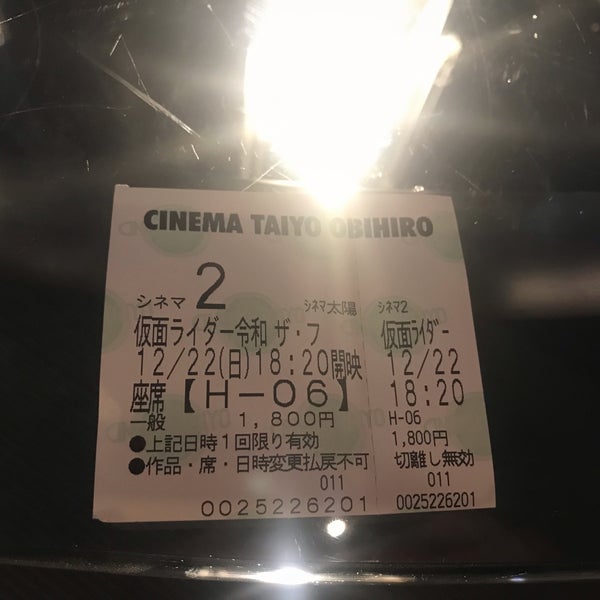 CINEMA TAIYO OBIHIRO
シネマ 2 シネマ太陽
仮面ライダー令和 ザ・フ
12/22(日)18:20開映
座席【H-06】
一般 1,800円
●上記日時1回限り有効
●作品・席・日時変更払戻不可
011
0025226201
シネマ2
仮面ライダー
12/22
18:20
H-06
1,800円
切離し無効
011
0025226201